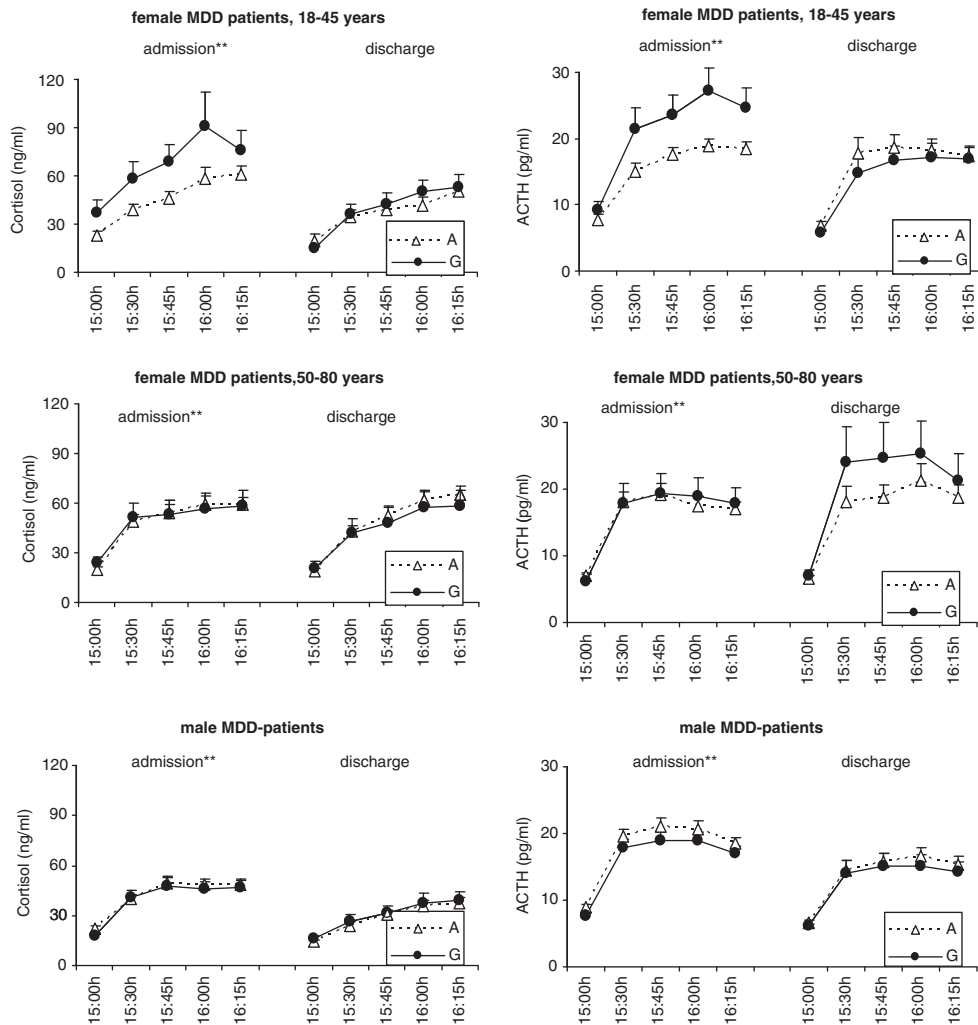 female MDD patients, 18-45 years
admission** discharge
Cortisol (ng/ml)
120
90
60
30
0
A
G
15:00h 15:30h 15:45h 16:00h 16:15h 15:00h 15:30h 15:45h 16:00h 16:15h
female MDD patients, 18-45 years
admission** discharge
ACTH (pg/ml)
30
20
10
0
A
G
15:00h 15:30h 15:45h 16:00h 16:15h 15:00h 15:30h 15:45h 16:00h 16:15h
female MDD patients,50-80 years
admission** discharge
Cortisol (ng/ml)
120
90
60
30
0
A
G
15:00h 15:30h 15:45h 16:00h 16:15h 15:00h 15:30h 15:45h 16:00h 16:15h
female MDD patients,50-80 years
admission** discharge
ACTH (pg/ml)
30
20
10
0
A
G
15:00h 15:30h 15:45h 16:00h 16:15h 15:00h 15:30h 15:45h 16:00h 16:15h
male MDD-patients
admission** discharge
Cortisol (ng/ml)
120
90
60
30
0
A
G
15:00h 15:30h 15:45h 16:00h 16:15h 15:00h 15:30h 15:45h 16:00h 16:15h
male MDD-patients
admission** discharge
ACTH (pg/ml)
30
20
10
0
A
G
15:00h 15:30h 15:45h 16:00h 16:15h 15:00h 15:30h 15:45h 16:00h 16:15h